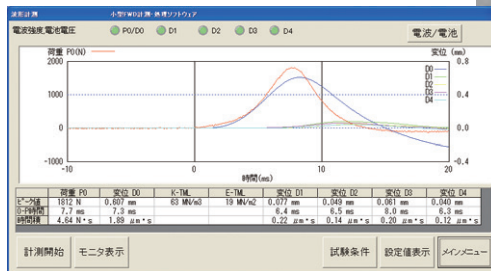 波形計測 小型FWD計測・処理ソフトウェア
電波強度,電池電圧 P0/D0 D1 D2 D3 D4 電波/電池
荷重 P0(N) 変位 (mm)
2000 0.8
D0
D1
D2
D3
D4
1000 0.4
0 0.0
-1000 -0.4
-10 0 10 20
時間(ms)
荷重 P0 変位 D0 K-TML E-TML 変位 D1 変位 D2 変位 D3 変位 D4
ピーク値 1812 N 0.607 mm 63 MN/m3 19 MN/m2 0.077 mm 0.049 mm 0.061 mm 0.040 mm
0-P時間 7.7 ms 7.3 ms 6.4 ms 6.5 ms 8.0 ms 6.3 ms
時間積 4.64 N・s 1.89 μm・s 0.22 μm・s 0.14 μm・s 0.20 μm・s 0.12 μm・s
計測開始 モニタ表示 試験条件 設定値表示 メインメニュー